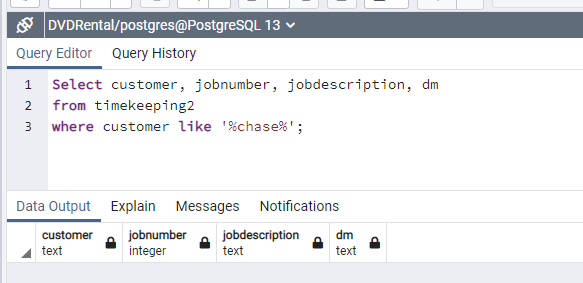 DVDRental/postgres@PostgreSQL 13
Query Editor Query History
1 Select customer, jobnumber, jobdescription, dm
2 from timekeeping2
3 where customer like '%chase%';
Data Output Explain Messages Notifications
customer jobnumber jobdescription dm
text integer text text